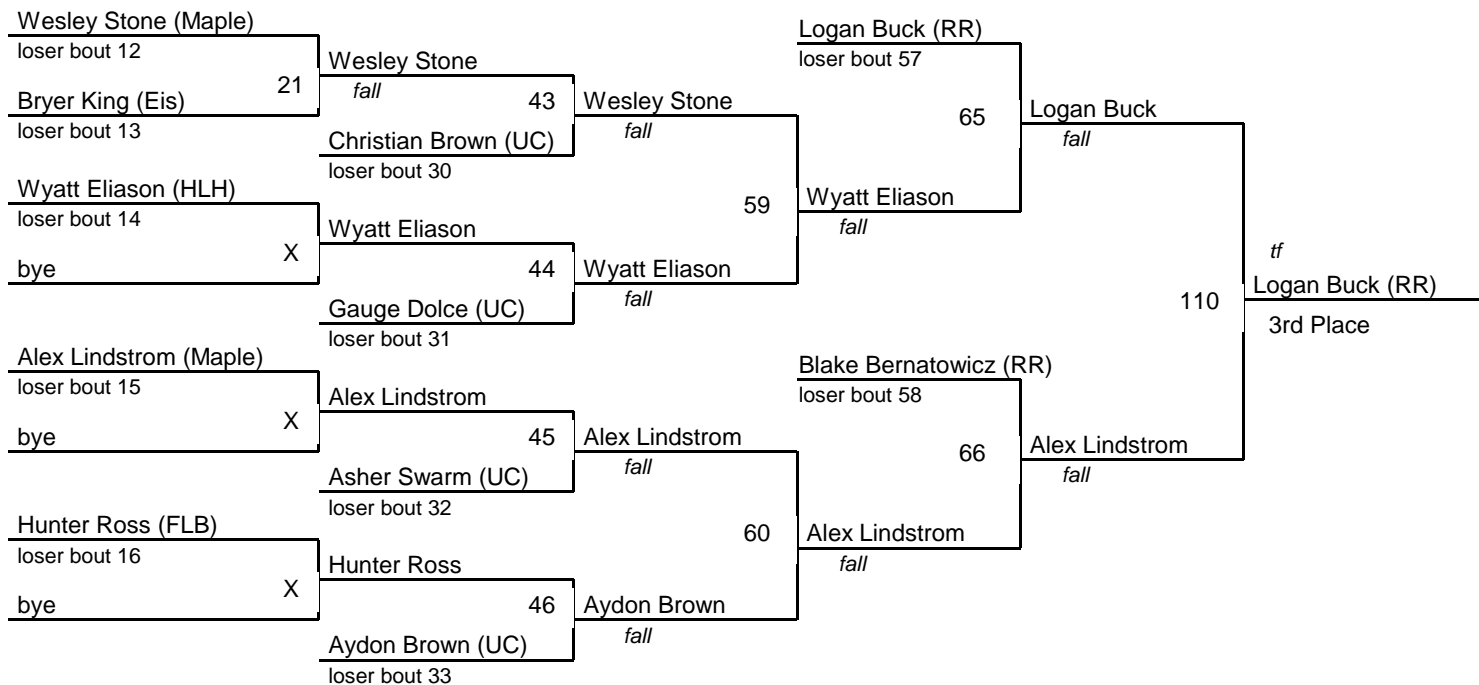 Wesley Stone (Maple)
loser bout 12
21
Bryer King (Eis)
loser bout 13
Wyatt Eliason (HLH)
loser bout 14
X
bye
Alex Lindstrom (Maple)
loser bout 15
X
bye
Hunter Ross (FLB)
loser bout 16
X
bye
Wesley Stone
fall
43
Christian Brown (UC)
loser bout 30
Wyatt Eliason
44
Gauge Dolce (UC)
loser bout 31
Alex Lindstrom
45
Asher Swarm (UC)
loser bout 32
Hunter Ross
46
Aydon Brown (UC)
loser bout 33
Wesley Stone
fall
59
Wyatt Eliason
fall
Alex Lindstrom
fall
60
Aydon Brown
fall
Logan Buck (RR)
loser bout 57
65
Wyatt Eliason
fall
Blake Bernatowicz (RR)
loser bout 58
66
Alex Lindstrom
fall
Logan Buck
fall
110
Alex Lindstrom
fall
tf
Logan Buck (RR)
3rd Place